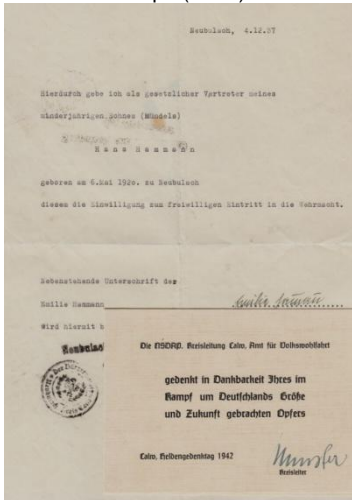 Neubulach, 4.12.37
Hierdurch gebe ich als gesetzlicher Vertreter meines
minderjährigen Sohnes (Mündels)
Hans Hammann
geboren am 6.Mai 1920. zu Neubulach
diesem die Einwilligung zum freiwilligen Eintritt in die Wehrmacht.
Nebenstehende Unterschrift der
Emilie Hammann
Wird hiermit b
Neubulac
Die NSDAP, Kreisleitung Calw, Amt für Volkswohlfahrt
gedenkt in Dankbarkeit Ihres im
Kampf um Deutschlands Größe
und Zukunft gebrachten Opfers
Calw, Heldengedenktag 1942
Kreisleiter